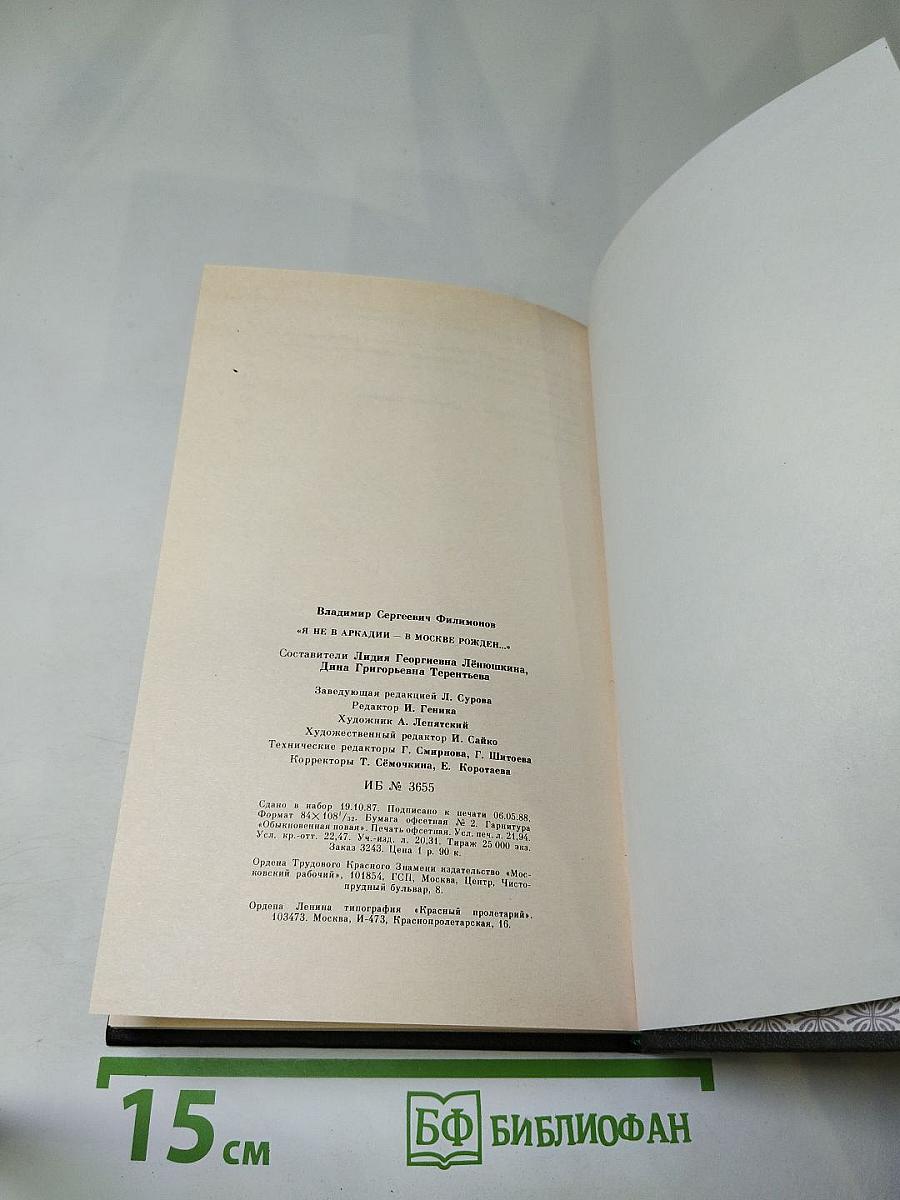 Владимир Сергеевич Филимонов
«Я НЕ В АРКАДИИ — В МОСКВЕ РОЖДЕН...»
Составители Лидия Георгиевна Лёнюшкина,
Дина Григорьевна Терентьева
Заведующая редакцией Л. Сурова
Редактор И. Геника
Художник А. Лепятский
Художественный редактор И. Сайко
Технические редакторы Г. Смирнова, Г. Шитоева
Корректоры Т. Сёмочкина, Е. Коротаева
ИБ № 3655
Сдано в набор 19.10.87. Подписано к печати 06.05.88.
Формат 84×108¹/₃₂. Бумага офсетная № 2. Гарнитура
«Обыкновенная новая». Печать офсетная. Усл. печ. л. 21,94.
Усл. кр.-отт. 22,47. Уч.-изд. л. 20,31. Тираж 25 000 экз.
Заказ 3243. Цена 1 р. 90 к.
Ордена Трудового Красного Знамени издательство «Мос-
ковский рабочий», 101854, ГСП, Москва, Центр, Чисто-
прудный бульвар, 8.
Ордена Ленина типография «Красный пролетарий».
103473. Москва, И-473, Краснопролетарская, 16.
15 см
БФ БИБЛИОФАН